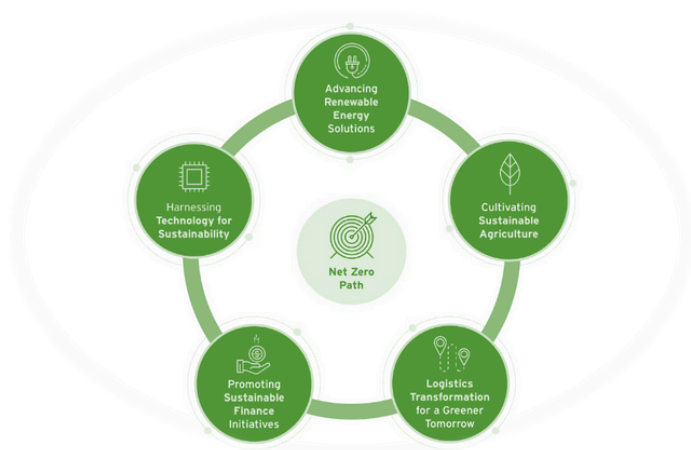 Advancing
Renewable
Energy
Solutions
Harnessing
Technology for
Sustainability
Cultivating
Sustainable
Agriculture
Net Zero
Path
Promoting
Sustainable
Finance
Initiatives
Logistics
Transformation
for a Greener
Tomorrow